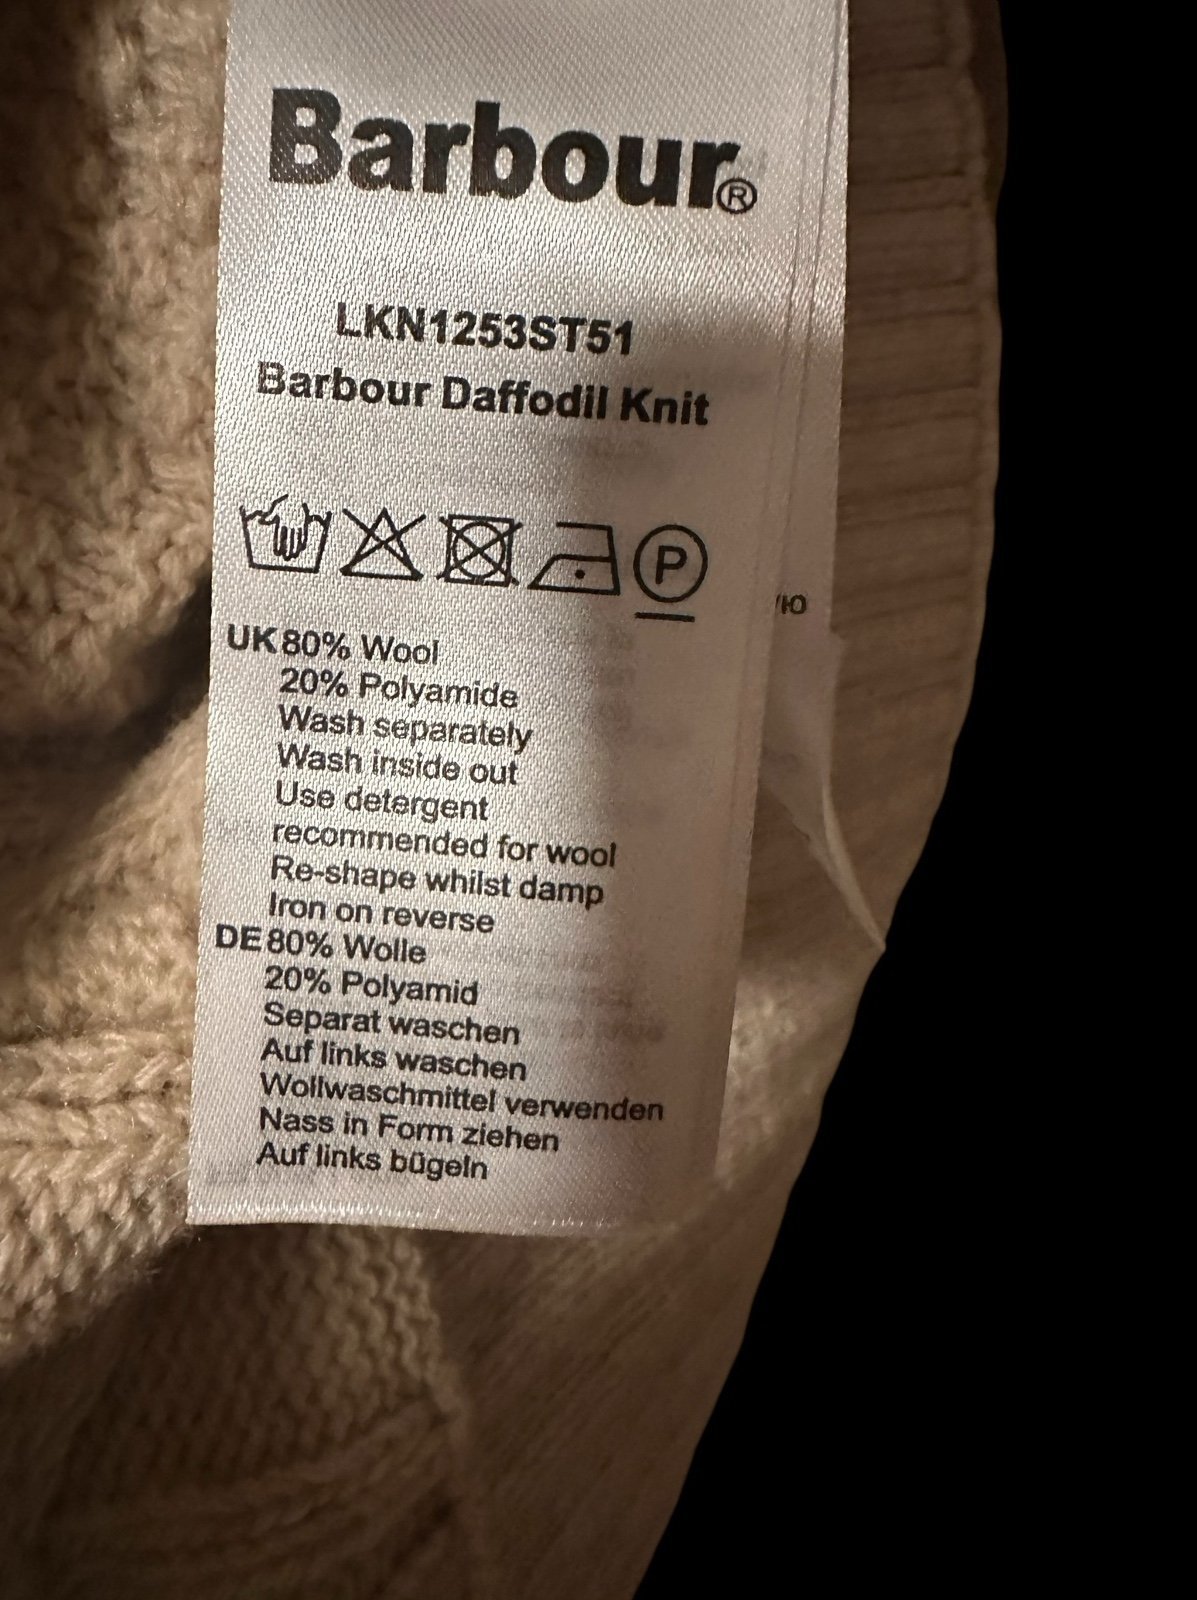 Barbour®
LKN1253ST51
Barbour Daffodil Knit
P
UK 80% Wool
20% Polyamide
Wash separately
Wash inside out
Use detergent
recommended for wool
Re-shape whilst damp
Iron on reverse
DE 80% Wolle
20% Polyamid
Separat waschen
Auf links waschen
Wollwaschmittel verwenden
Nass in Form ziehen
Auf links bügeln